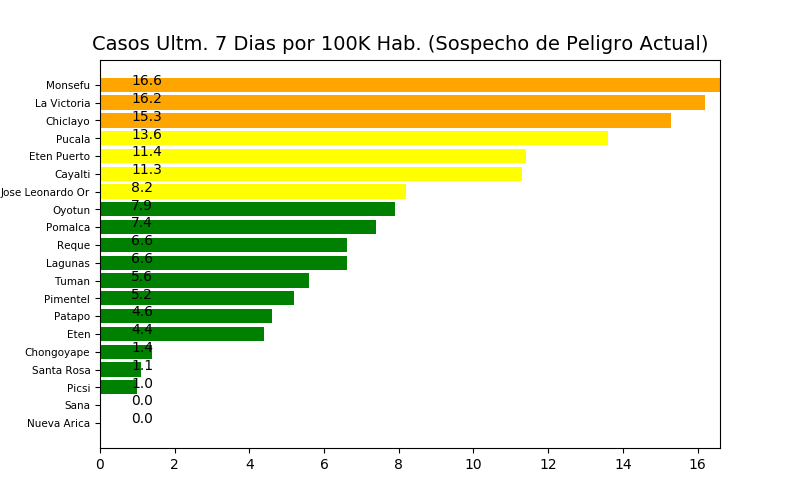 Casos Ultm. 7 Dias por 100K Hab. (Sospecho de Peligro Actual)
Monsefu 16.6
La Victoria 16.2
Chiclayo 15.3
Pucala 13.6
Eten Puerto 11.4
Cayalti 11.3
Jose Leonardo Or 8.2
Oyotun 7.9
Pomalca 7.4
Reque 6.6
Lagunas 6.6
Tuman 5.6
Pimentel 5.2
Patapo 4.6
Eten 4.4
Chongoyape 1.4
Santa Rosa 1.1
Picsi 1.0
Sana 0.0
Nueva Arica 0.0
0 2 4 6 8 10 12 14 16